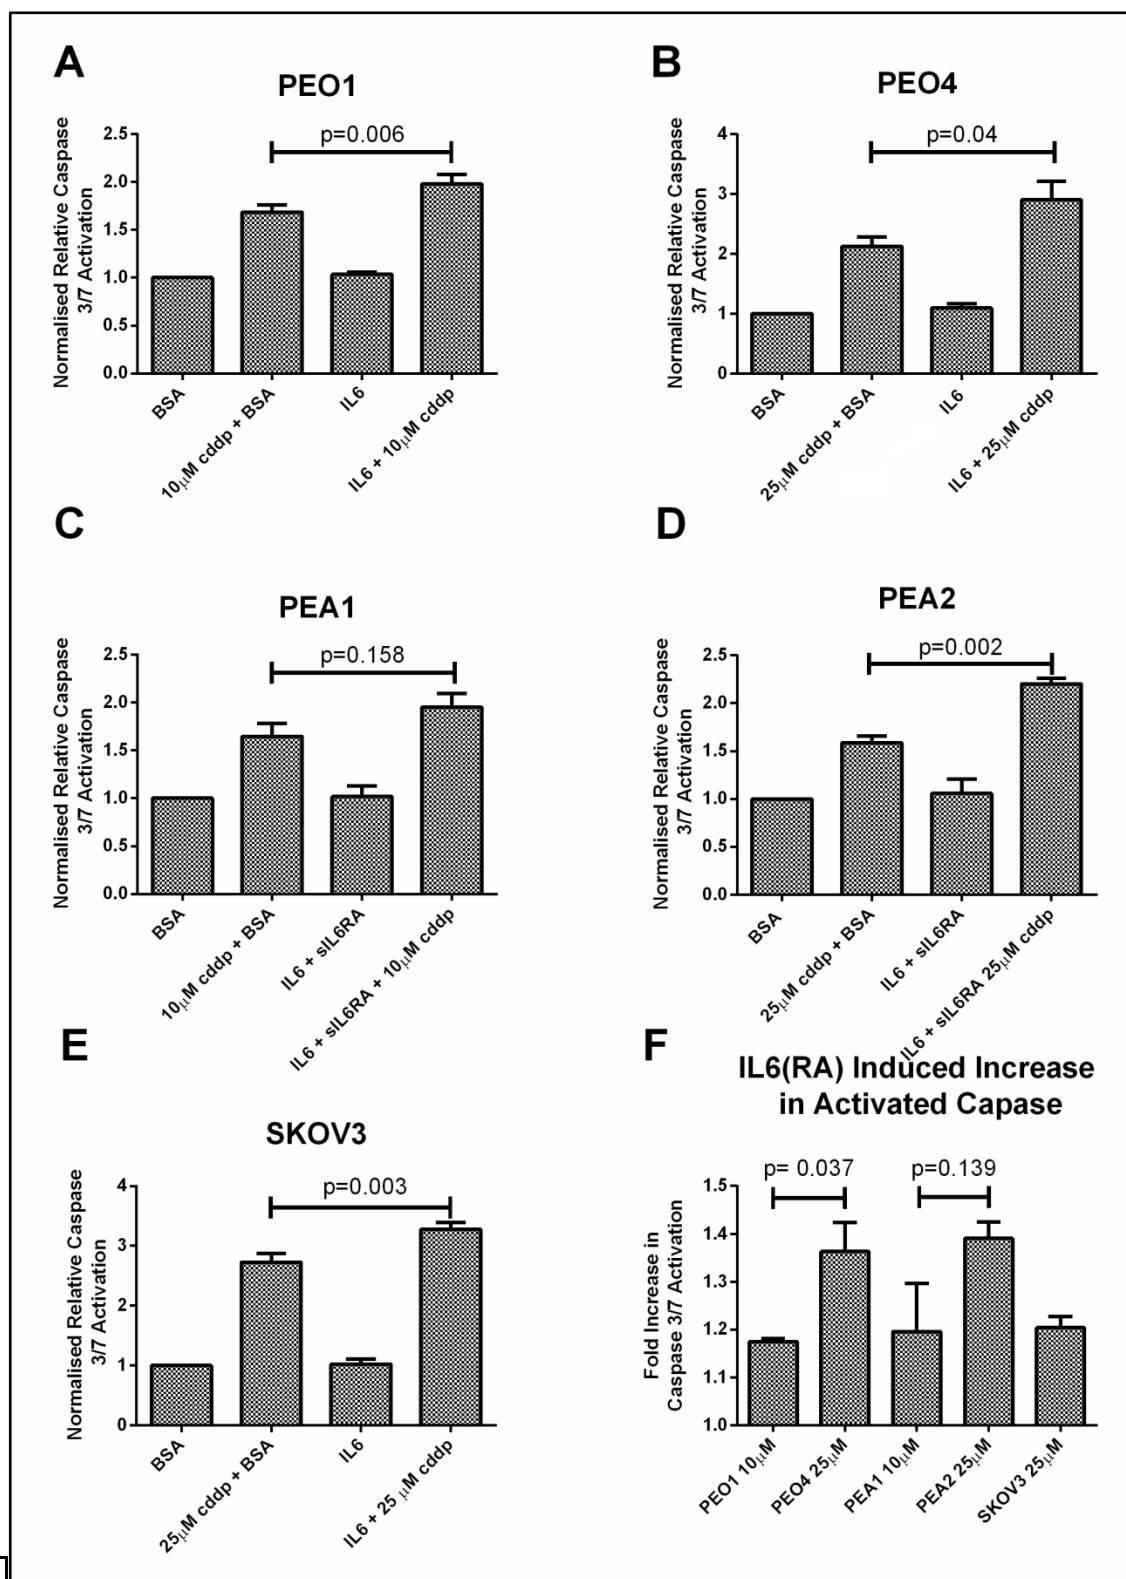 A
PEO1
Normalised Relative Caspase
3/7 Activation
2.5
2.0
1.5
1.0
0.5
0.0
p=0.006
BSA
10μM cddp + BSA
IL6
IL6 + 10μM cddp
B
PEO4
Normalised Relative Caspase
3/7 Activation
4
3
2
1
0
p=0.04
BSA
25μM cddp + BSA
IL6
IL6 + 25μM cddp
C
PEA1
Normalised Relative Caspase
3/7 Activation
2.5
2.0
1.5
1.0
0.5
0.0
p=0.158
BSA
10μM cddp + BSA
IL6 + sIL6RA
IL6 + sIL6RA + 10μM cddp
D
PEA2
Normalised Relative Caspase
3/7 Activation
2.5
2.0
1.5
1.0
0.5
0.0
p=0.002
BSA
25μM cddp + BSA
IL6 + sIL6RA
IL6 + sIL6RA 25μM cddp
E
SKOV3
Normalised Relative Caspase
3/7 Activation
4
3
2
1
0
p=0.003
BSA
25μM cddp + BSA
IL6
IL6 + 25 μM cddp
F
IL6(RA) Induced Increase
in Activated Capase
Fold Increase in
Caspase 3/7 Activation
1.5
1.4
1.3
1.2
1.1
1.0
p= 0.037
p=0.139
PEO1 10μM
PEO4 25μM
PEA1 10μM
PEA2 25μM
SKOV3 25μM